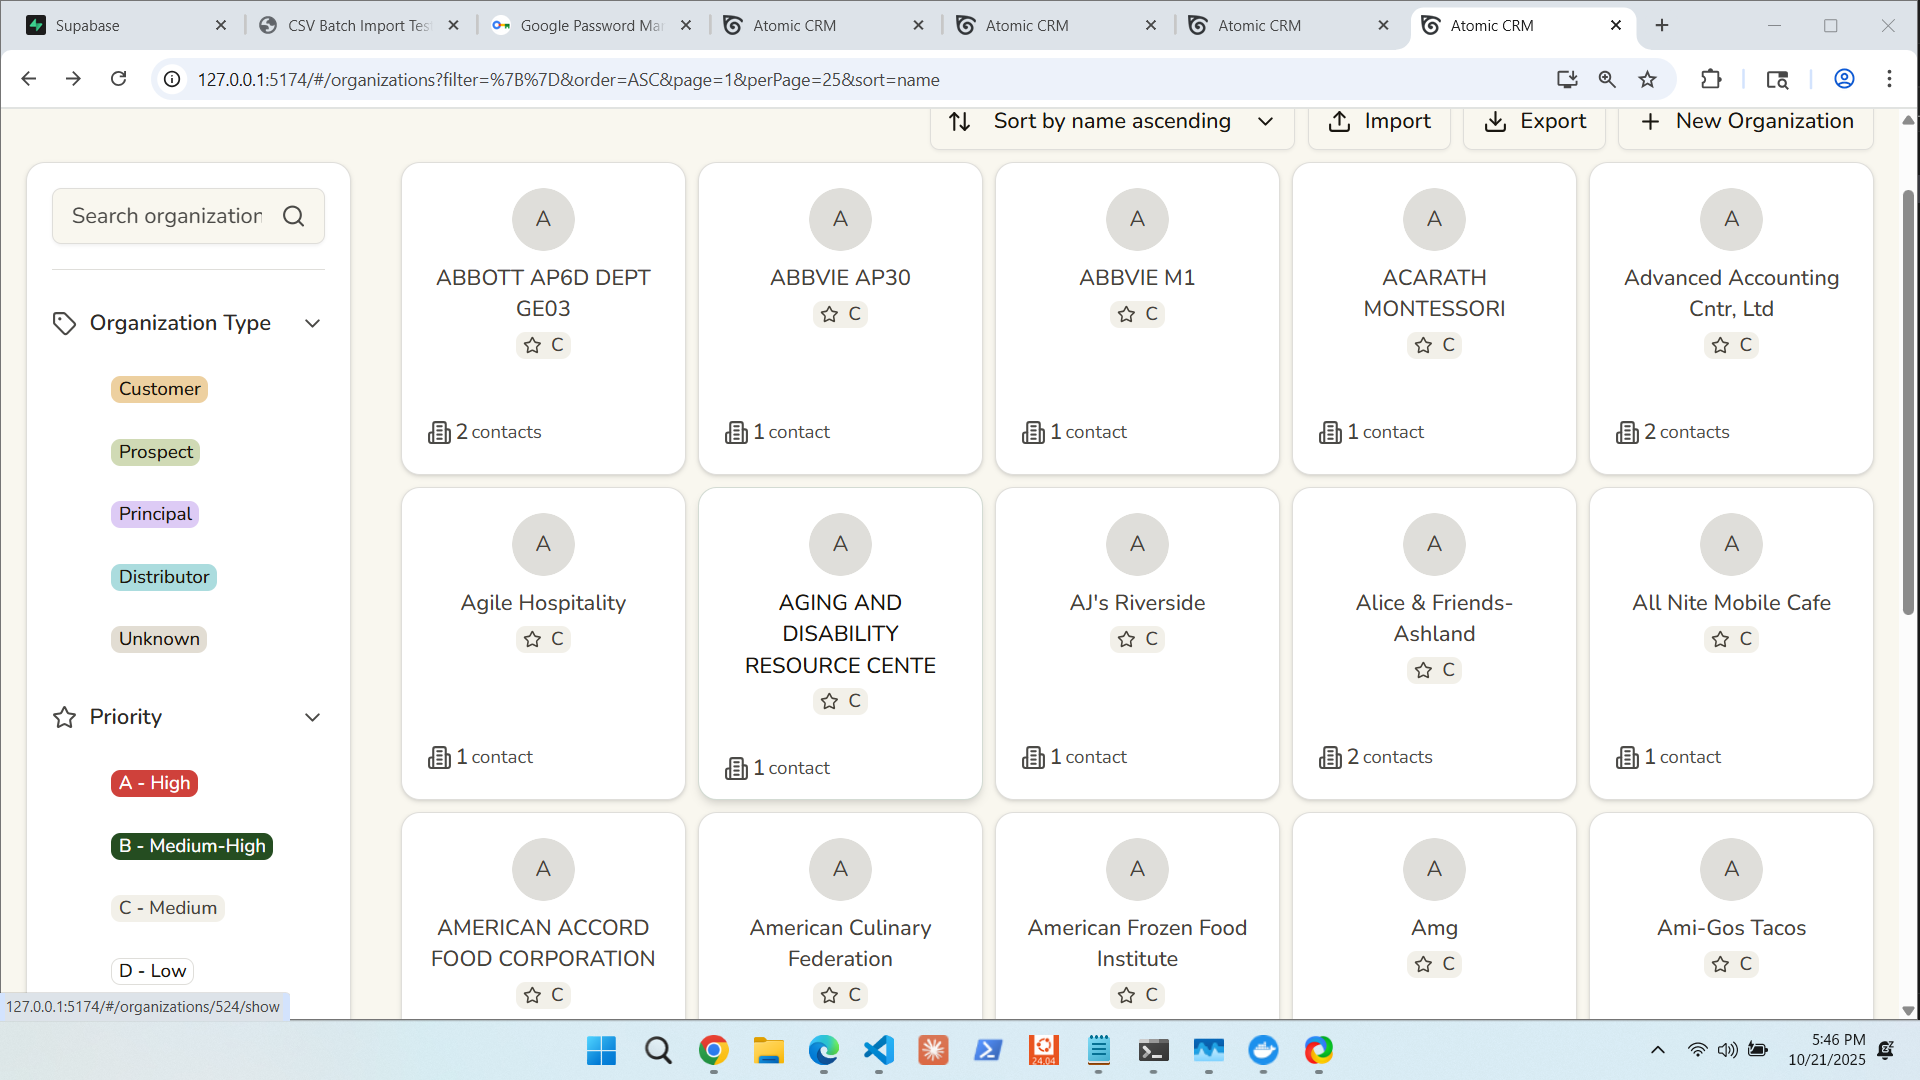 Supabase
CSV Batch Import Tes
Google Password Ma
Atomic CRM
Atomic CRM
Atomic CRM
Atomic CRM
127.0.0.1:5174/#/organizations?filter=%7B%7D&order=ASC&page=1&perPage=25&sort=name
Sort by name ascending
Import
Export
New Organization
Search organization
Organization Type
Customer
Prospect
Principal
Distributor
Unknown
Priority
A - High
B - Medium-High
C - Medium
D - Low
A
ABBOTT AP6D DEPT
GE03
C
2 contacts
A
ABBVIE AP30
C
1 contact
A
ABBVIE M1
C
1 contact
A
ACARATH
MONTESSORI
C
1 contact
A
Advanced Accounting
Cntr, Ltd
C
2 contacts
A
Agile Hospitality
C
1 contact
A
AGING AND
DISABILITY
RESOURCE CENTE
C
1 contact
A
AJ's Riverside
C
1 contact
A
Alice & Friends-
Ashland
C
2 contacts
A
All Nite Mobile Cafe
C
1 contact
A
AMERICAN ACCORD
FOOD CORPORATION
C
A
American Culinary
Federation
C
A
American Frozen Food
Institute
C
A
Amg
C
A
Ami-Gos Tacos
C
127.0.0.1:5174/#/organizations/524/show
24.04
5:46 PM
10/21/2025